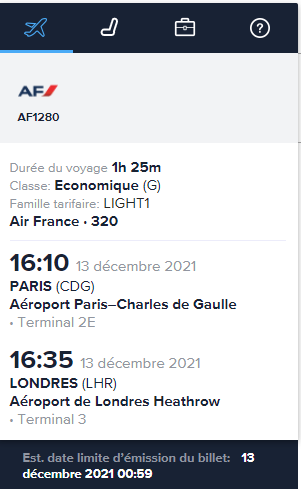 AF
AF1280
Durée du voyage 1h 25m
Classe: Economique (G)
Famille tarifaire: LIGHT1
Air France · 320
16:10 13 décembre 2021
PARIS (CDG)
Aéroport Paris–Charles de Gaulle
• Terminal 2E
16:35 13 décembre 2021
LONDRES (LHR)
Aéroport de Londres Heathrow
• Terminal 3
Est. date limite d'émission du billet: 13
décembre 2021 00:59